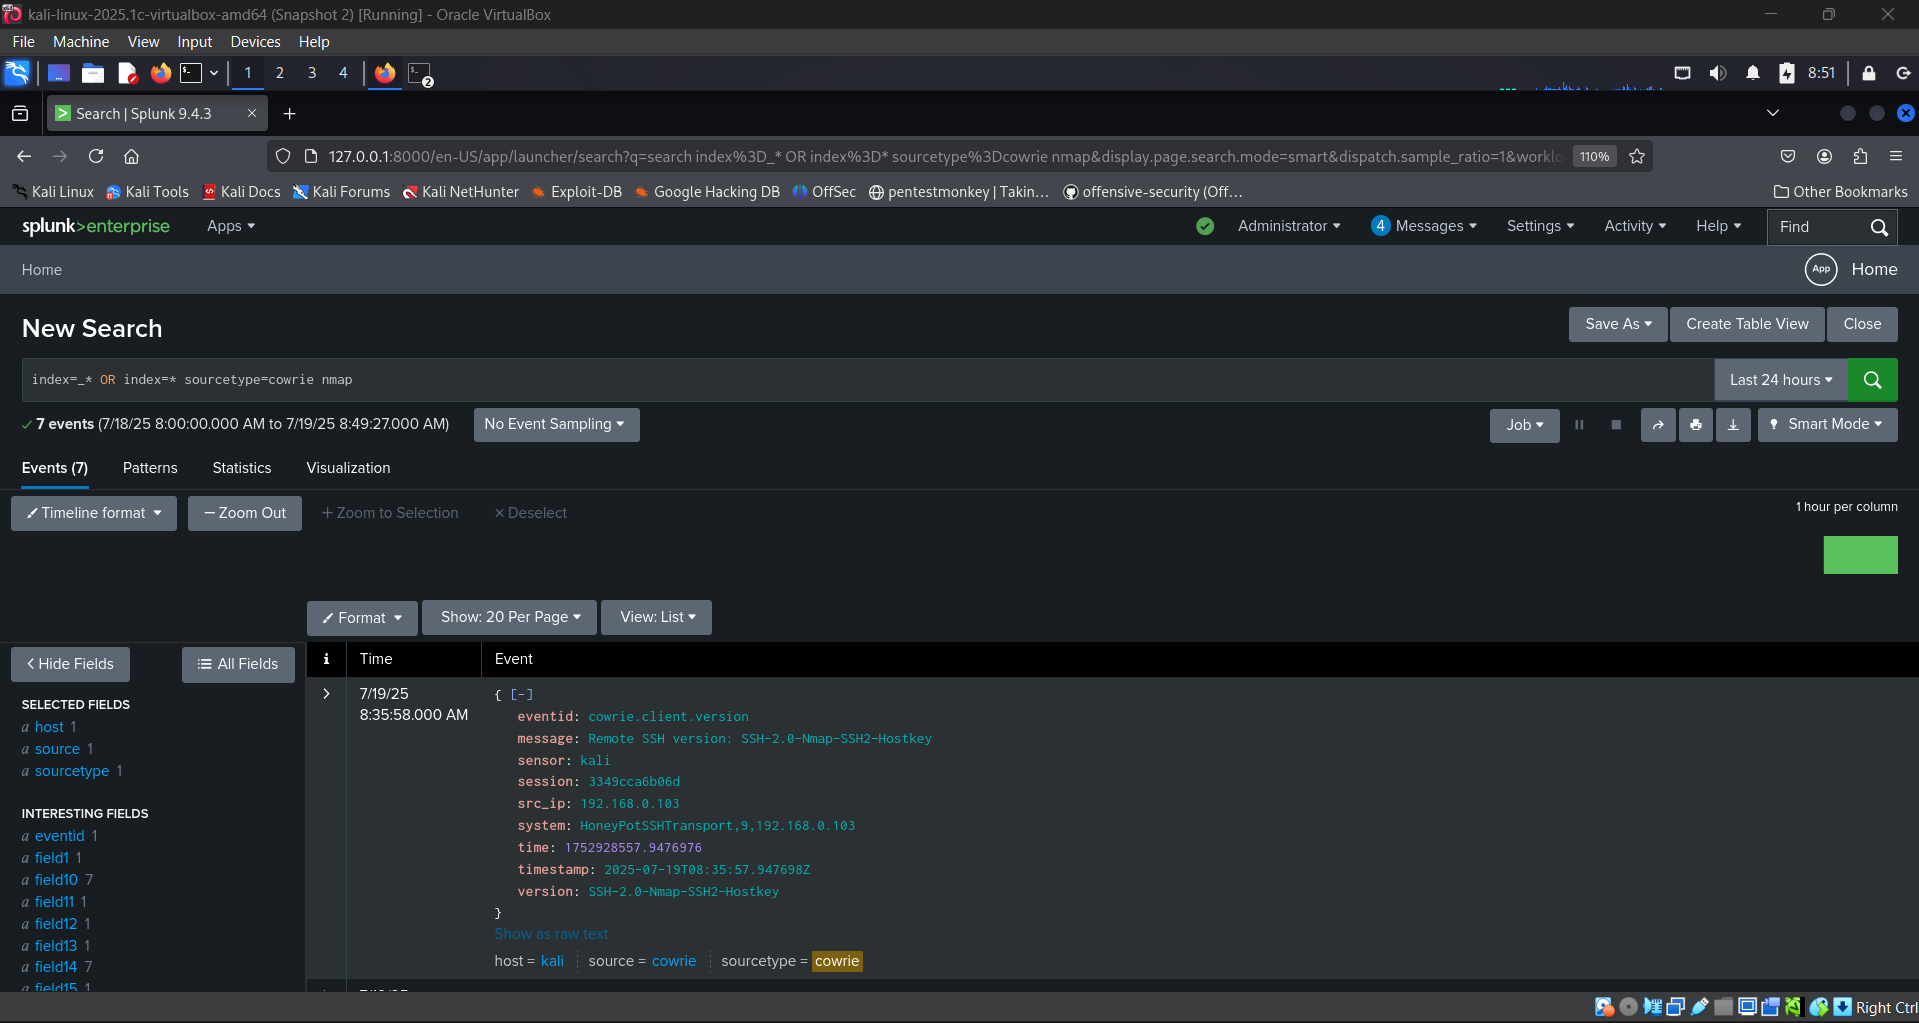 kali-linux-2025.1c-virtualbox-amd64 (Snapshot 2) [Running] - Oracle VirtualBox
File Machine View Input Devices Help
1 2 3 4 2 8:51
Search | Splunk 9.4.3
127.0.0.1:8000/en-US/app/launcher/search?q=search index%3D_* OR index%3D* sourcetype%3Dcowrie nmap&display.page.search.mode=smart&dispatch.sample_ratio=1&worklo 110%
Kali Linux Kali Tools Kali Docs Kali Forums Kali NetHunter Exploit-DB Google Hacking DB OffSec pentestmonkey | Takin… offensive-security (Off… Other Bookmarks
splunk>enterprise Apps Administrator 4 Messages Settings Activity Help Find
Home App Home
New Search Save As Create Table View Close
index=_* OR index=* sourcetype=cowrie nmap Last 24 hours
7 events (7/18/25 8:00:00.000 AM to 7/19/25 8:49:27.000 AM) No Event Sampling Job Smart Mode
Events (7) Patterns Statistics Visualization
Timeline format — Zoom Out + Zoom to Selection × Deselect 1 hour per column
Format Show: 20 Per Page View: List
< Hide Fields All Fields i Time Event
SELECTED FIELDS
a host 1
a source 1
a sourcetype 1
INTERESTING FIELDS
a eventid 1
a field1 1
a field10 7
a field11 1
a field12 1
a field13 1
a field14 7
a field15 1
> 7/19/25
8:35:58.000 AM
{ [-]
eventid: cowrie.client.version
message: Remote SSH version: SSH-2.0-Nmap-SSH2-Hostkey
sensor: kali
session: 3349cca6b06d
src_ip: 192.168.0.103
system: HoneyPotSSHTransport,9,192.168.0.103
time: 1752928557.9476976
timestamp: 2025-07-19T08:35:57.947698Z
version: SSH-2.0-Nmap-SSH2-Hostkey
}
Show as raw text
host = kali source = cowrie sourcetype = cowrie
Right Ctrl